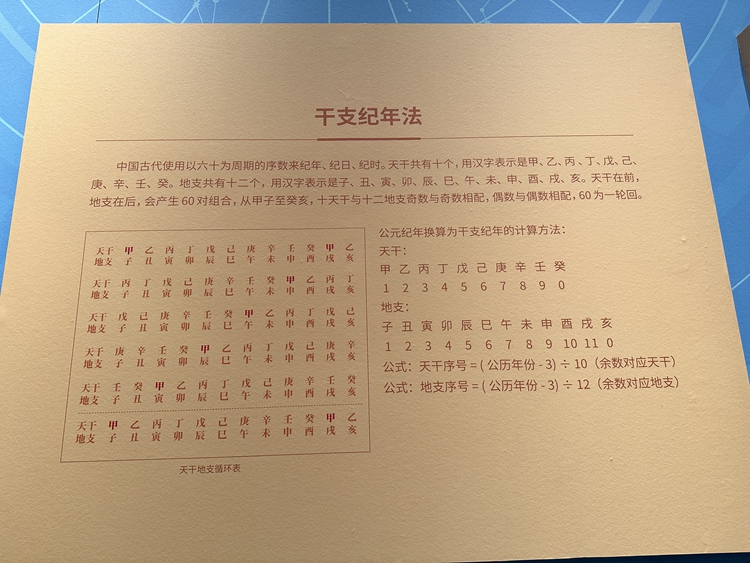 干支纪年法
中国古代使用以六十为周期的序数来纪年、纪日、纪时。天干共有十个，用汉字表示是甲、乙、丙、丁、戊、己、
庚、辛、壬、癸。地支共有十二个，用汉字表示是子、丑、寅、卯、辰、巳、午、未、申、酉、戌、亥。天干在前，
地支在后，会产生 60 对组合，从甲子至癸亥，十天干与十二地支奇数与奇数相配，偶数与偶数相配，60 为一轮回。
天干 甲 乙 丙 丁 戊 己 庚 辛 壬 癸 甲 乙
地支 子 丑 寅 卯 辰 巳 午 未 申 酉 戌 亥
天干 丙 丁 戊 己 庚 辛 壬 癸 甲 乙 丙 丁
地支 子 丑 寅 卯 辰 巳 午 未 申 酉 戌 亥
天干 戊 己 庚 辛 壬 癸 甲 乙 丙 丁 戊 己
地支 子 丑 寅 卯 辰 巳 午 未 申 酉 戌 亥
天干 庚 辛 壬 癸 甲 乙 丙 丁 戊 己 庚 辛
地支 子 丑 寅 卯 辰 巳 午 未 申 酉 戌 亥
天干 壬 癸 甲 乙 丙 丁 戊 己 庚 辛 壬 癸
地支 子 丑 寅 卯 辰 巳 午 未 申 酉 戌 亥
天干 甲 乙 丙 丁 戊 己 庚 辛 壬 癸 甲 乙
地支 子 丑 寅 卯 辰 巳 午 未 申 酉 戌 亥
天干地支循环表
公元纪年换算为干支纪年的计算方法：
天干：
甲 乙 丙 丁 戊 己 庚 辛 壬 癸
1 2 3 4 5 6 7 8 9 0
地支：
子 丑 寅 卯 辰 巳 午 未 申 酉 戌 亥
1 2 3 4 5 6 7 8 9 10 11 0
公式：天干序号 = ( 公历年份 - 3) ÷ 10（余数对应天干）
公式：地支序号 = ( 公历年份 - 3) ÷ 12（余数对应地支）